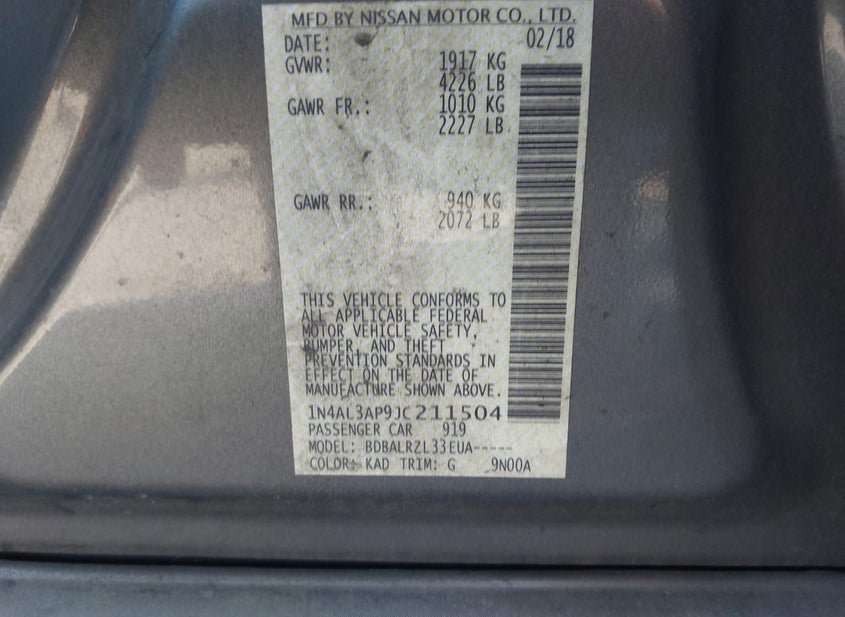 MFD BY NISSAN MOTOR CO., LTD.
DATE: 02/18
GVWR: 1917 KG
4226 LB
GAWR FR.: 1010 KG
2227 LB
GAWR RR.: 940 KG
2072 LB
THIS VEHICLE CONFORMS TO
ALL APPLICABLE FEDERAL
MOTOR VEHICLE SAFETY,
BUMPER, AND THEFT
PREVENTION STANDARDS IN
EFFECT ON THE DATE OF
MANUFACTURE SHOWN ABOVE.
1N4AL3AP9JC211504
PASSENGER CAR 919
MODEL: BDBALRZL33EUA-----
COLOR: KAD TRIM: G 9N00A